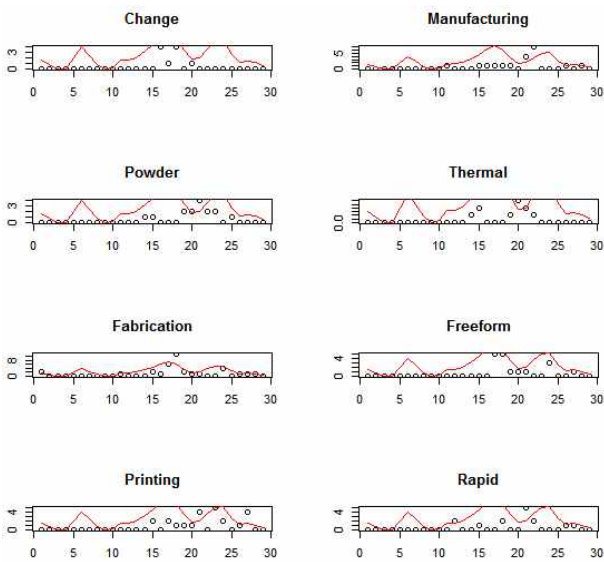 Change Manufacturing
3 0 5 0
0 5 10 15 20 25 30 0 5 10 15 20 25 30
Powder Thermal
3 0 0.0
0 5 10 15 20 25 30 0 5 10 15 20 25 30
Fabrication Freeform
8 0 4 0
0 5 10 15 20 25 30 0 5 10 15 20 25 30
Printing Rapid
4 0 4 0
0 5 10 15 20 25 30 0 5 10 15 20 25 30